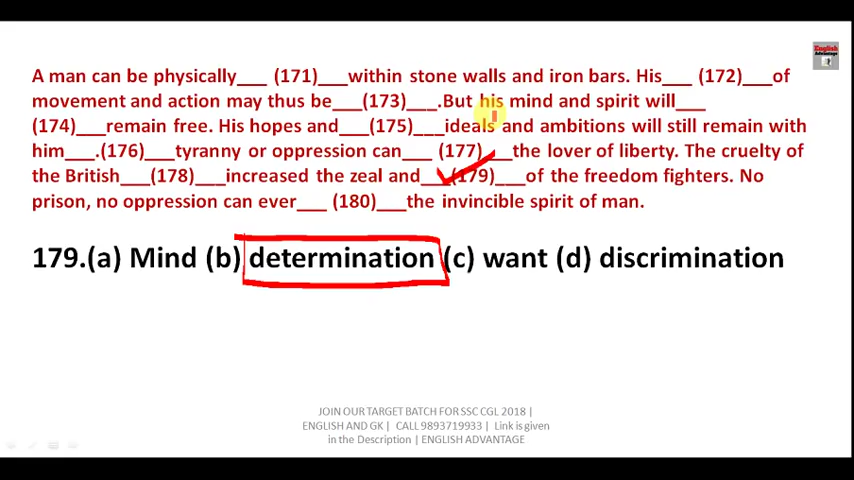 English
Advantage
A man can be physically___ (171)___within stone walls and iron bars. His___ (172)___of
movement and action may thus be___(173)___.But his mind and spirit will___
(174)___remain free. His hopes and___(175)___ideals and ambitions will still remain with
him___.(176)___tyranny or oppression can___ (177)___the lover of liberty. The cruelty of
the British___(178)___increased the zeal and___(179)___of the freedom fighters. No
prison, no oppression can ever___ (180)___the invincible spirit of man.
179.(a) Mind (b) determination (c) want (d) discrimination
JOIN OUR TARGET BATCH FOR SSC CGL 2018 |
ENGLISH AND GK | CALL 9893719933 | Link is given
in the Description | ENGLISH ADVANTAGE